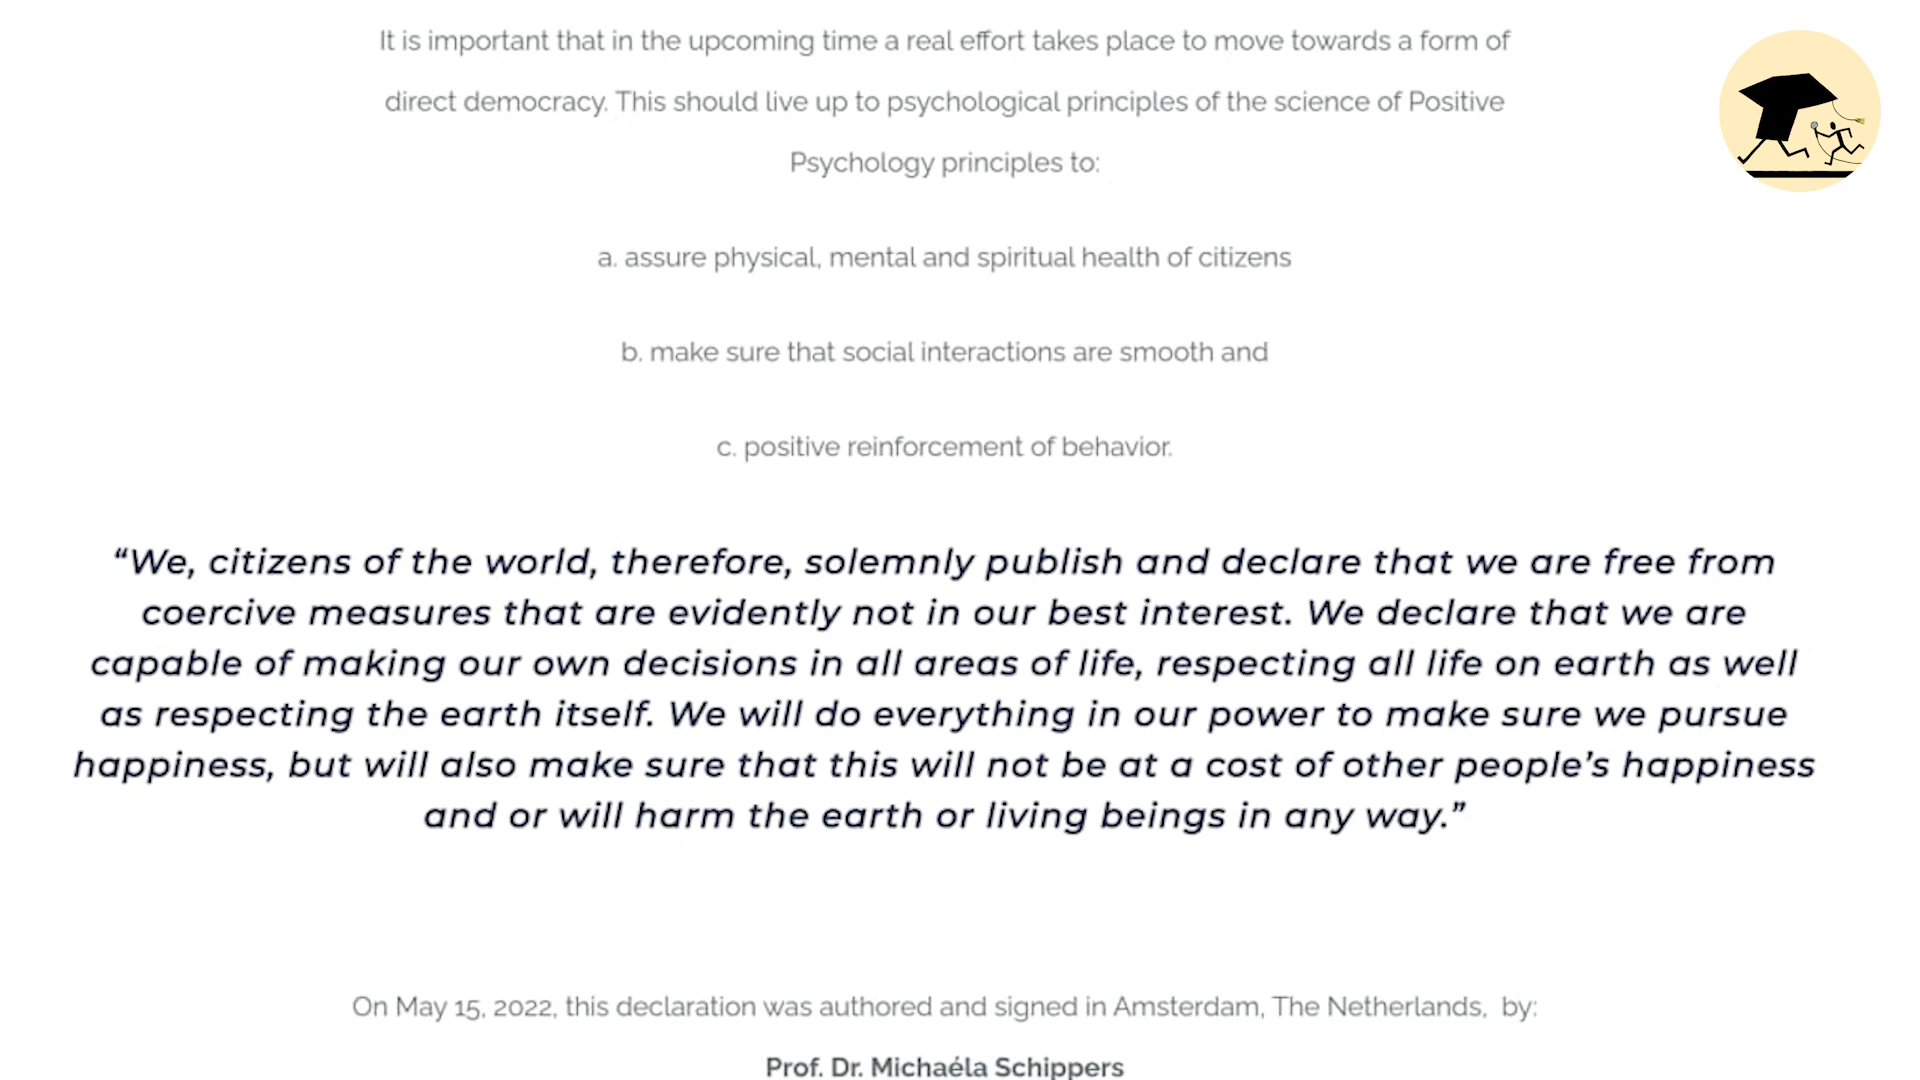 It is important that in the upcoming time a real effort takes place to move towards a form of
direct democracy. This should live up to psychological principles of the science of Positive
Psychology principles to:
a. assure physical, mental and spiritual health of citizens
b. make sure that social interactions are smooth and
c. positive reinforcement of behavior.
“We, citizens of the world, therefore, solemnly publish and declare that we are free from
coercive measures that are evidently not in our best interest. We declare that we are
capable of making our own decisions in all areas of life, respecting all life on earth as well
as respecting the earth itself. We will do everything in our power to make sure we pursue
happiness, but will also make sure that this will not be at a cost of other people’s happiness
and or will harm the earth or living beings in any way.”
On May 15, 2022, this declaration was authored and signed in Amsterdam, The Netherlands, by:
Prof. Dr. Michaéla Schippers